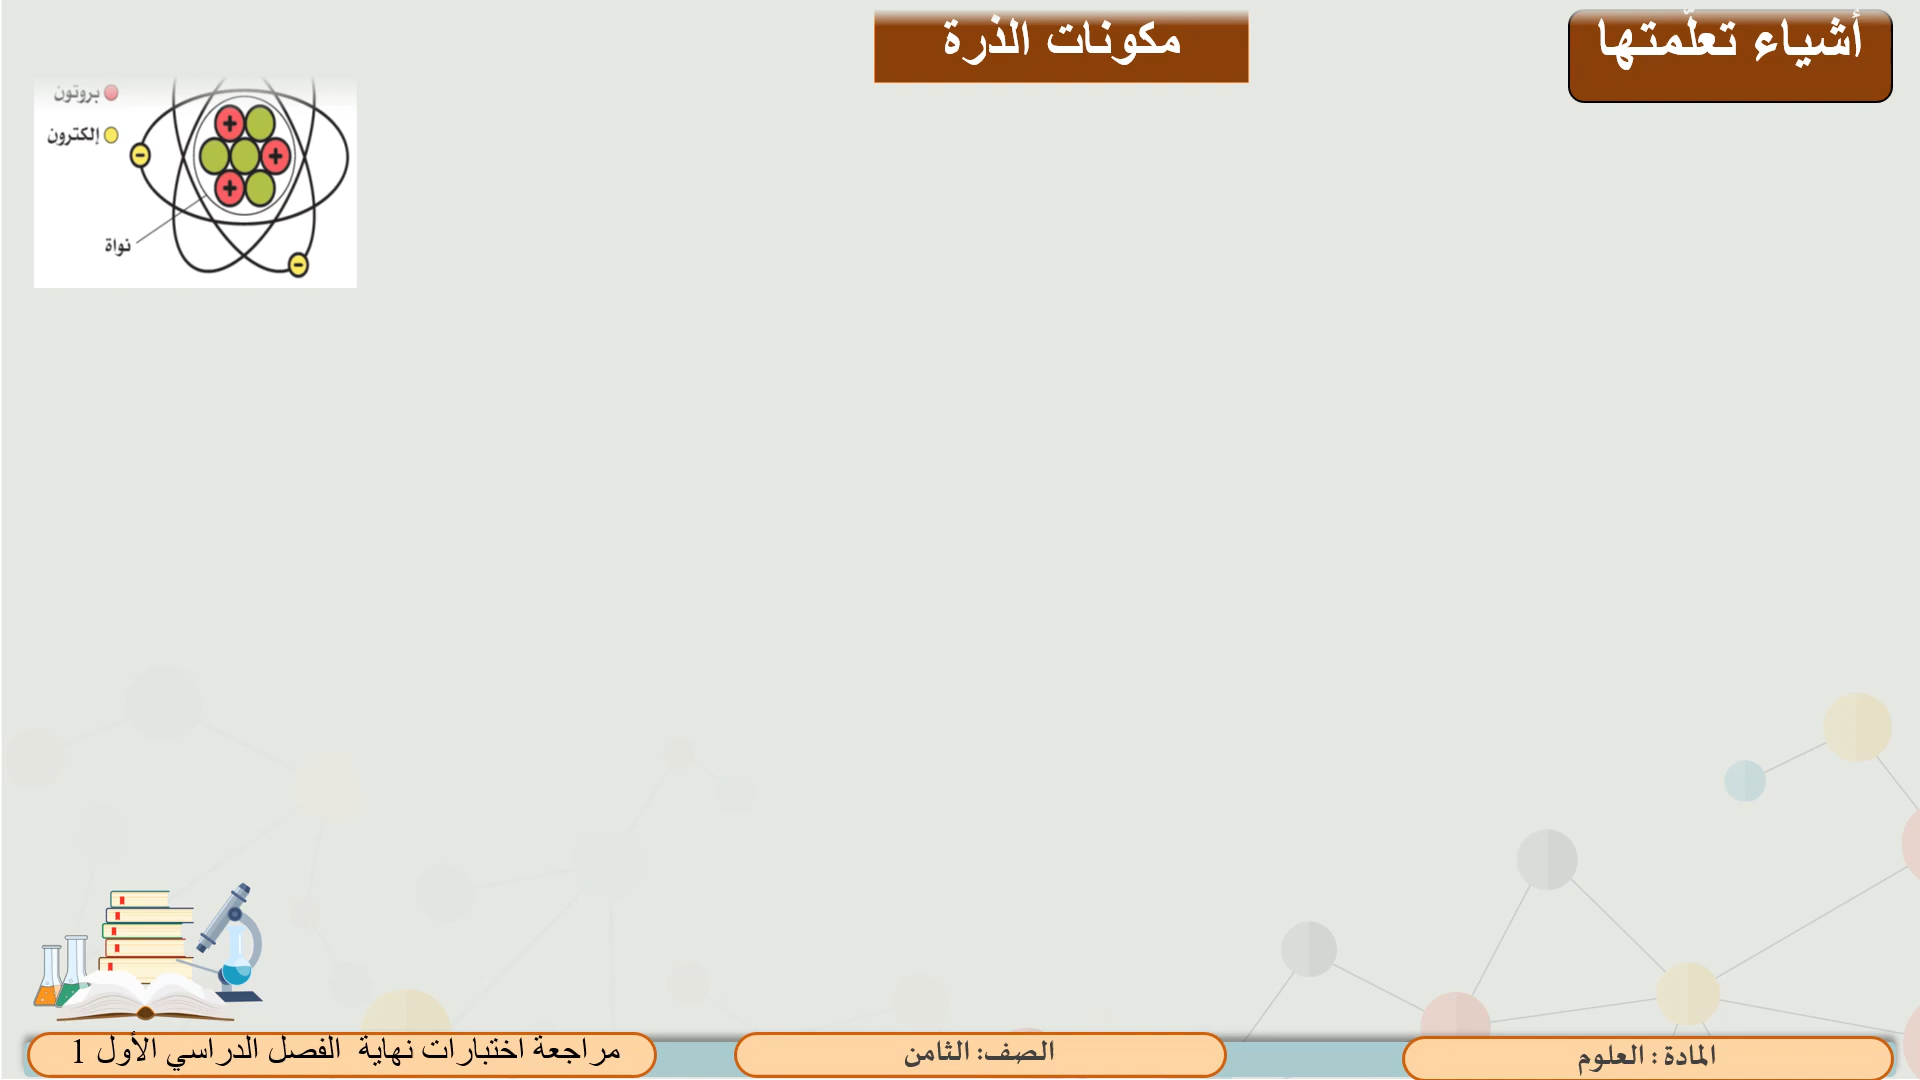 أشياء تعلّمتها
مكونات الذرة
بروتون
إلكترون
نواة
المادة : العلوم
الصف: الثامن
مراجعة اختبارات نهاية الفصل الدراسي الأول 1